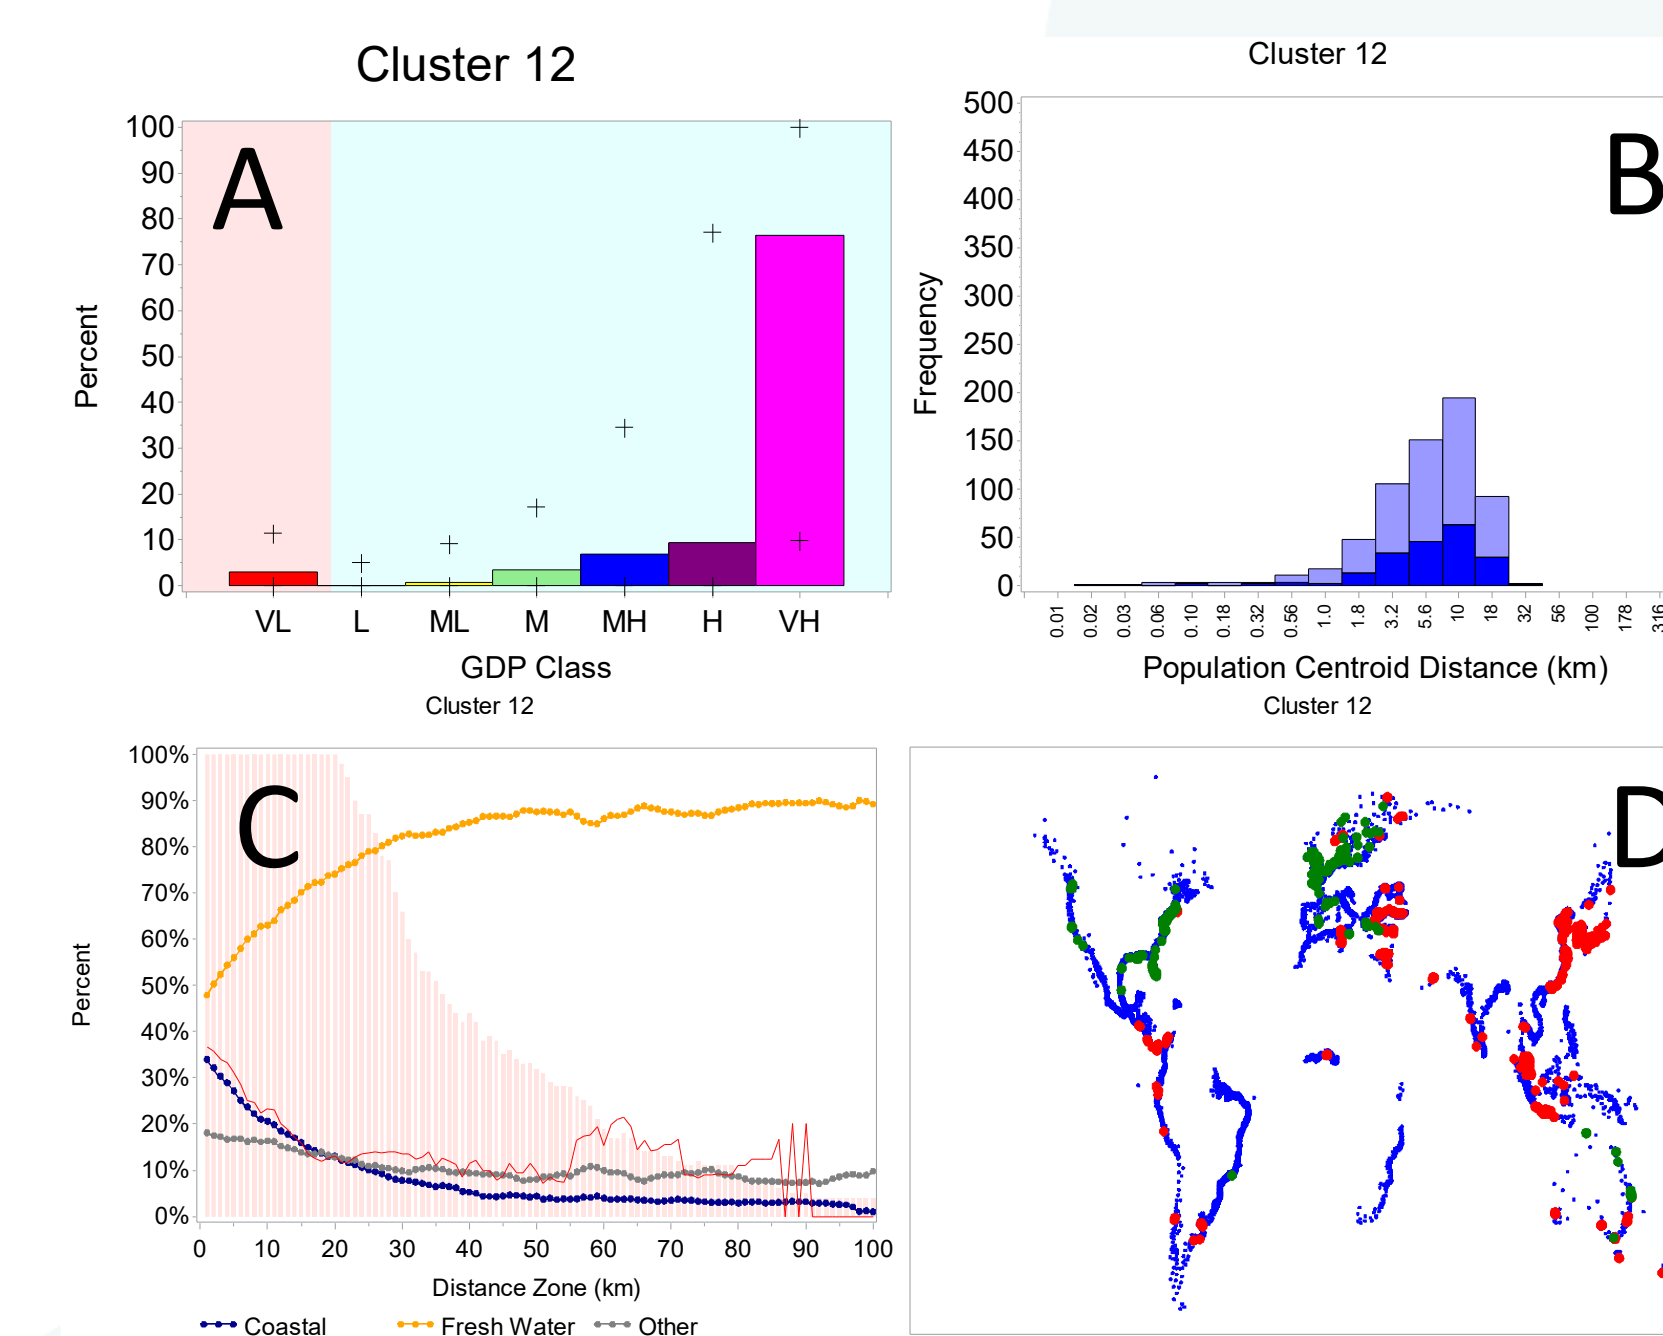 Cluster 12
A
100
90
80
70
60
50
40
30
20
10
0
Percent
VL L ML M MH H VH
GDP Class
Cluster 12
B
500
450
400
350
300
250
200
150
100
50
0
Frequency
0.01 0.02 0.03 0.06 0.10 0.18 0.32 0.56 1.0 1.8 3.2 5.6 10 18 32 56 100 178 316
Population Centroid Distance (km)
Cluster 12
C
100%
90%
80%
70%
60%
50%
40%
30%
20%
10%
0%
Percent
0 10 20 30 40 50 60 70 80 90 100
Distance Zone (km)
Coastal Fresh Water Other
Cluster 12
D